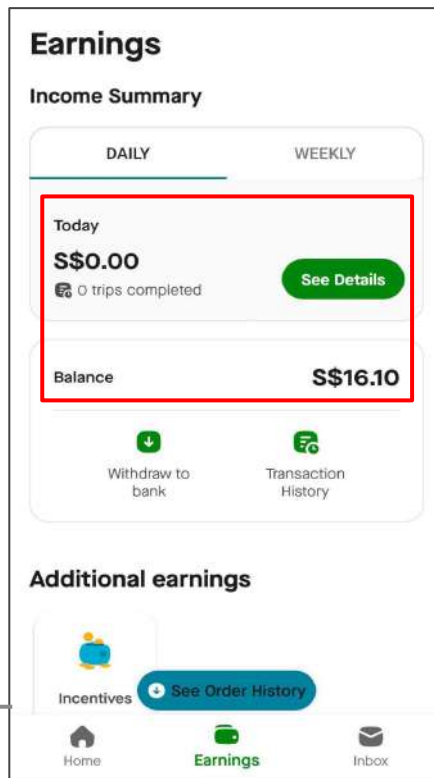 Earnings
Income Summary
DAILY WEEKLY
Today
S$0.00
0 trips completed
See Details
Balance S$16.10
Withdraw to Transaction
bank History
Additional earnings
Incentives
See Order History
Home Earnings Inbox